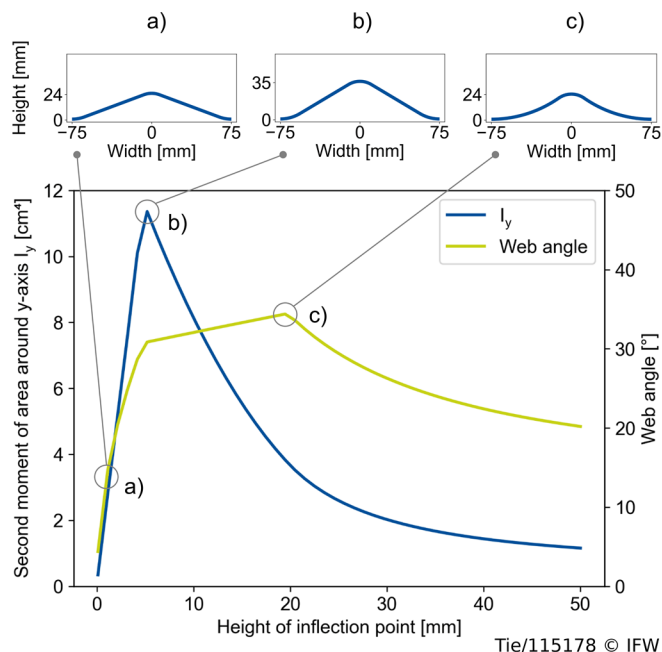 a)
b)
c)
Height [mm]
24
0
−75
0
75
Width [mm]
35
0
−75
0
75
Width [mm]
24
0
−75
0
75
Width [mm]
12
10
8
6
4
2
0
Second moment of area around y-axis I_y [cm⁴]
50
40
30
20
10
0
Web angle [°]
I_y
Web angle
b)
c)
a)
0
10
20
30
40
50
Height of inflection point [mm]
Tie/115178 © IFW